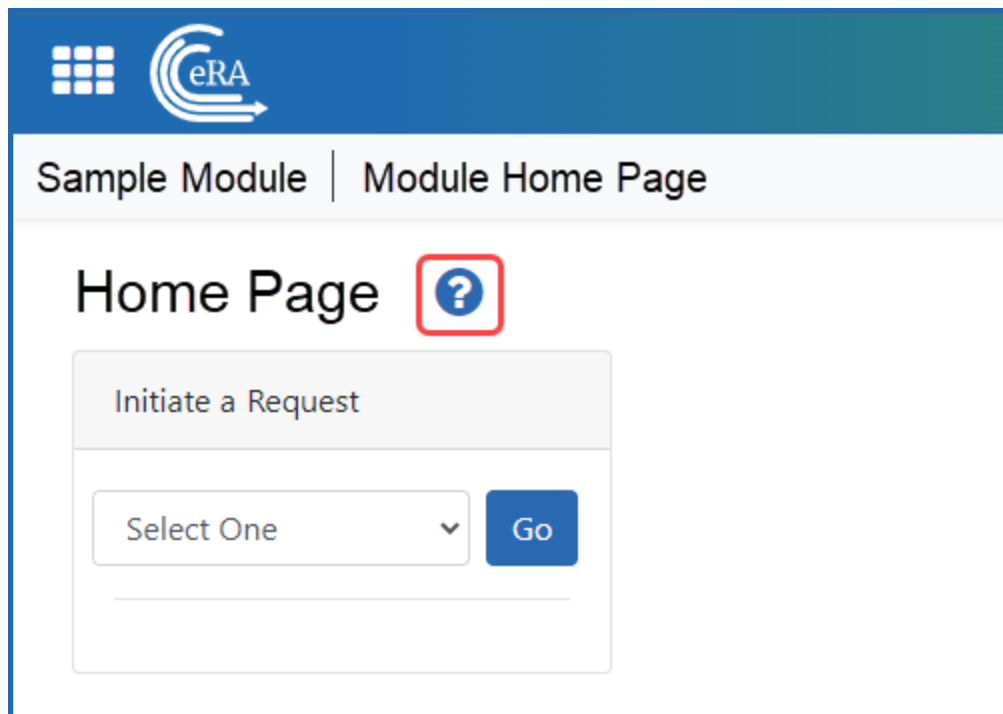 eRA
Sample Module | Module Home Page
Home Page ?
Initiate a Request
Select One
Go